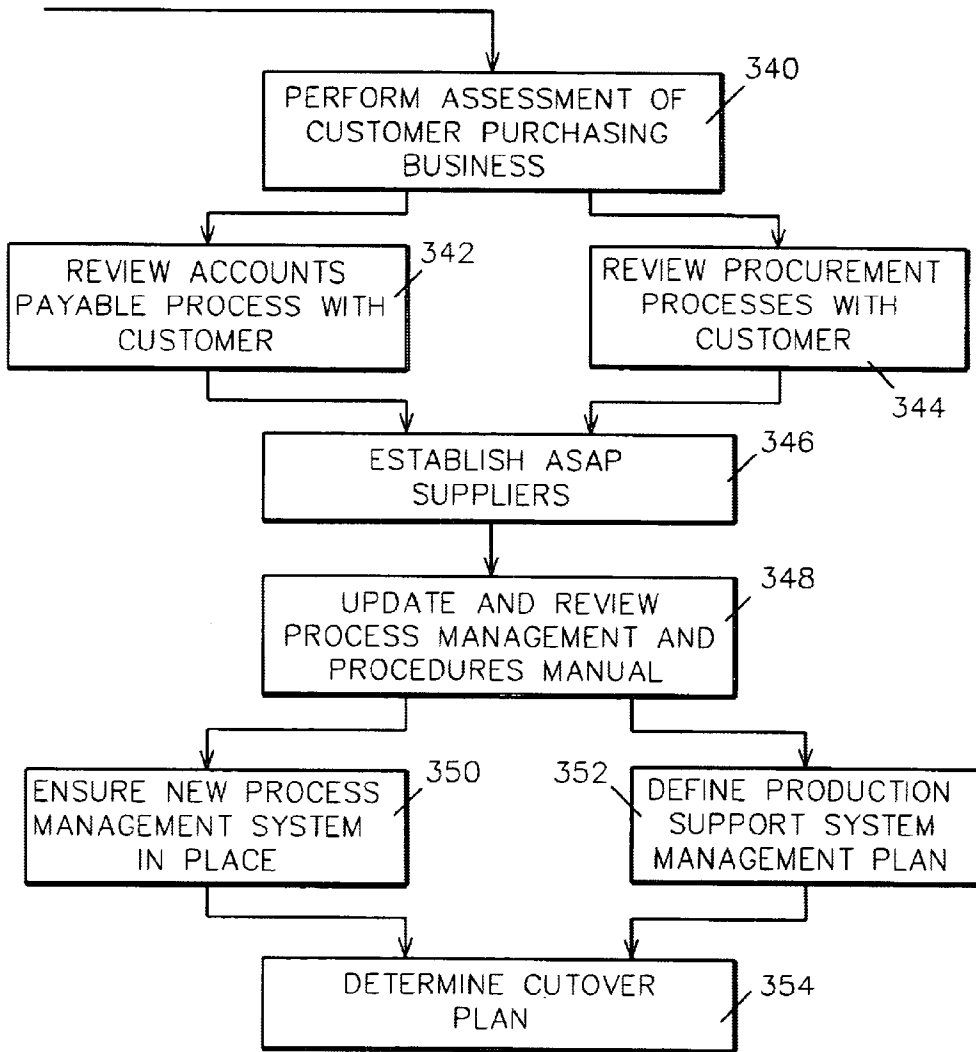 340
PERFORM ASSESSMENT OF
CUSTOMER PURCHASING
BUSINESS
342
REVIEW ACCOUNTS
PAYABLE PROCESS WITH
CUSTOMER
REVIEW PROCUREMENT
PROCESSES WITH
CUSTOMER
344
346
ESTABLISH ASAP
SUPPLIERS
348
UPDATE AND REVIEW
PROCESS MANAGEMENT AND
PROCEDURES MANUAL
350
ENSURE NEW PROCESS
MANAGEMENT SYSTEM
IN PLACE
352
DEFINE PRODUCTION
SUPPORT SYSTEM
MANAGEMENT PLAN
DETERMINE CUTOVER
PLAN
354